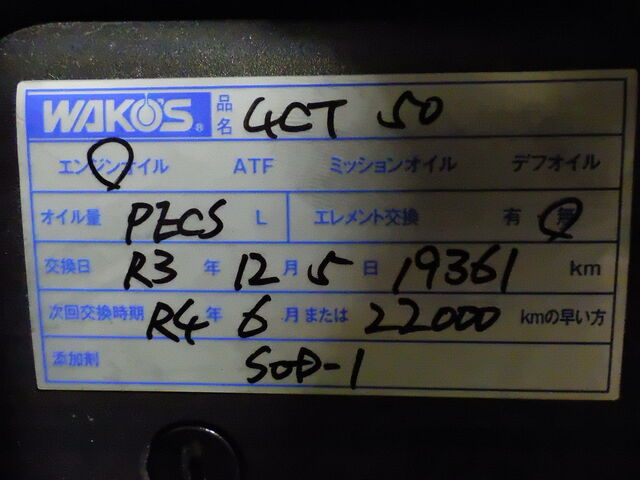 WAKO'S® 品名 4CT 50
エンジンオイル ATF ミッションオイル デフオイル
オイル量 PECS L エレメント交換 有 無
交換日 R3 年 12 月 5 日 19361 km
次回交換時期 R4 年 6 月または 22000 kmの早い方
添加剤 SOD-1